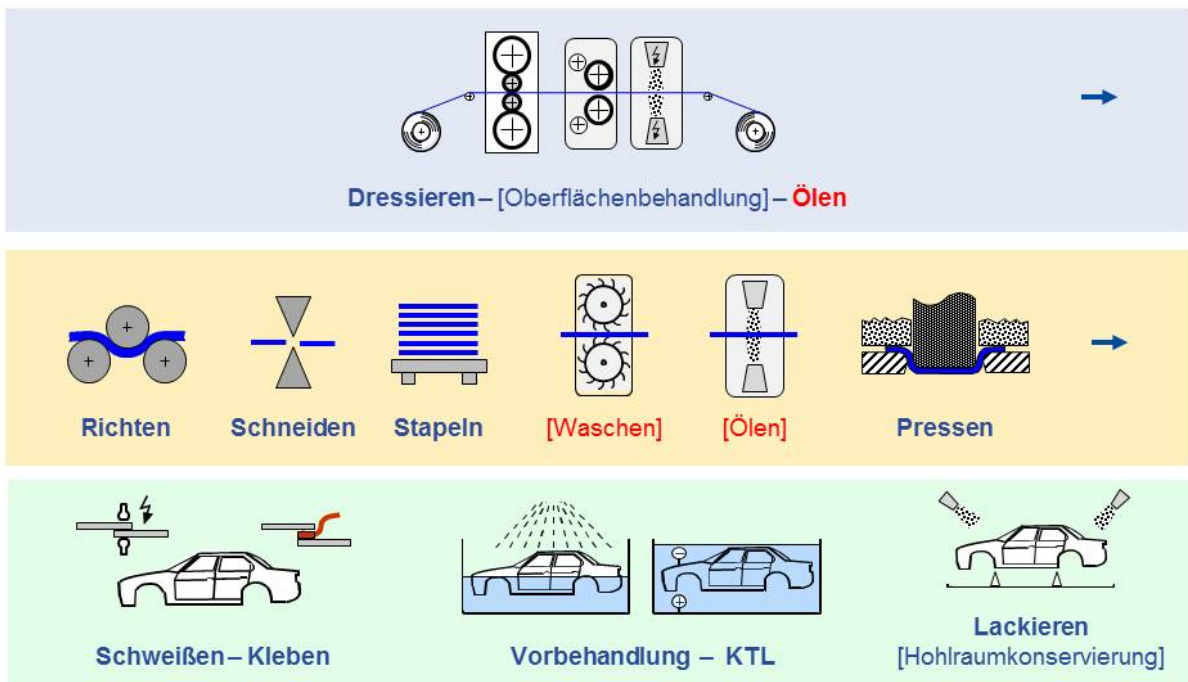 Dressieren – [Oberflächenbehandlung] – Ölen
Richten
Schneiden
Stapeln
[Waschen]
[Ölen]
Pressen
Schweißen – Kleben
Vorbehandlung – KTL
Lackieren
[Hohlraumkonservierung]